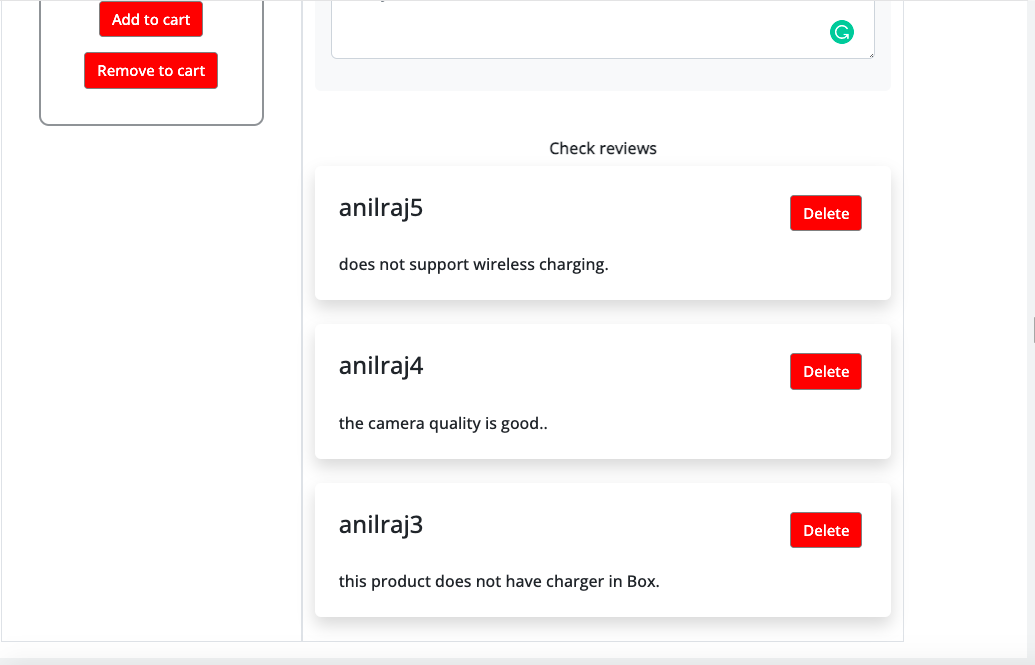 Add to cart
Remove to cart
Check reviews
anilraj5
Delete
does not support wireless charging.
anilraj4
Delete
the camera quality is good..
anilraj3
Delete
this product does not have charger in Box.